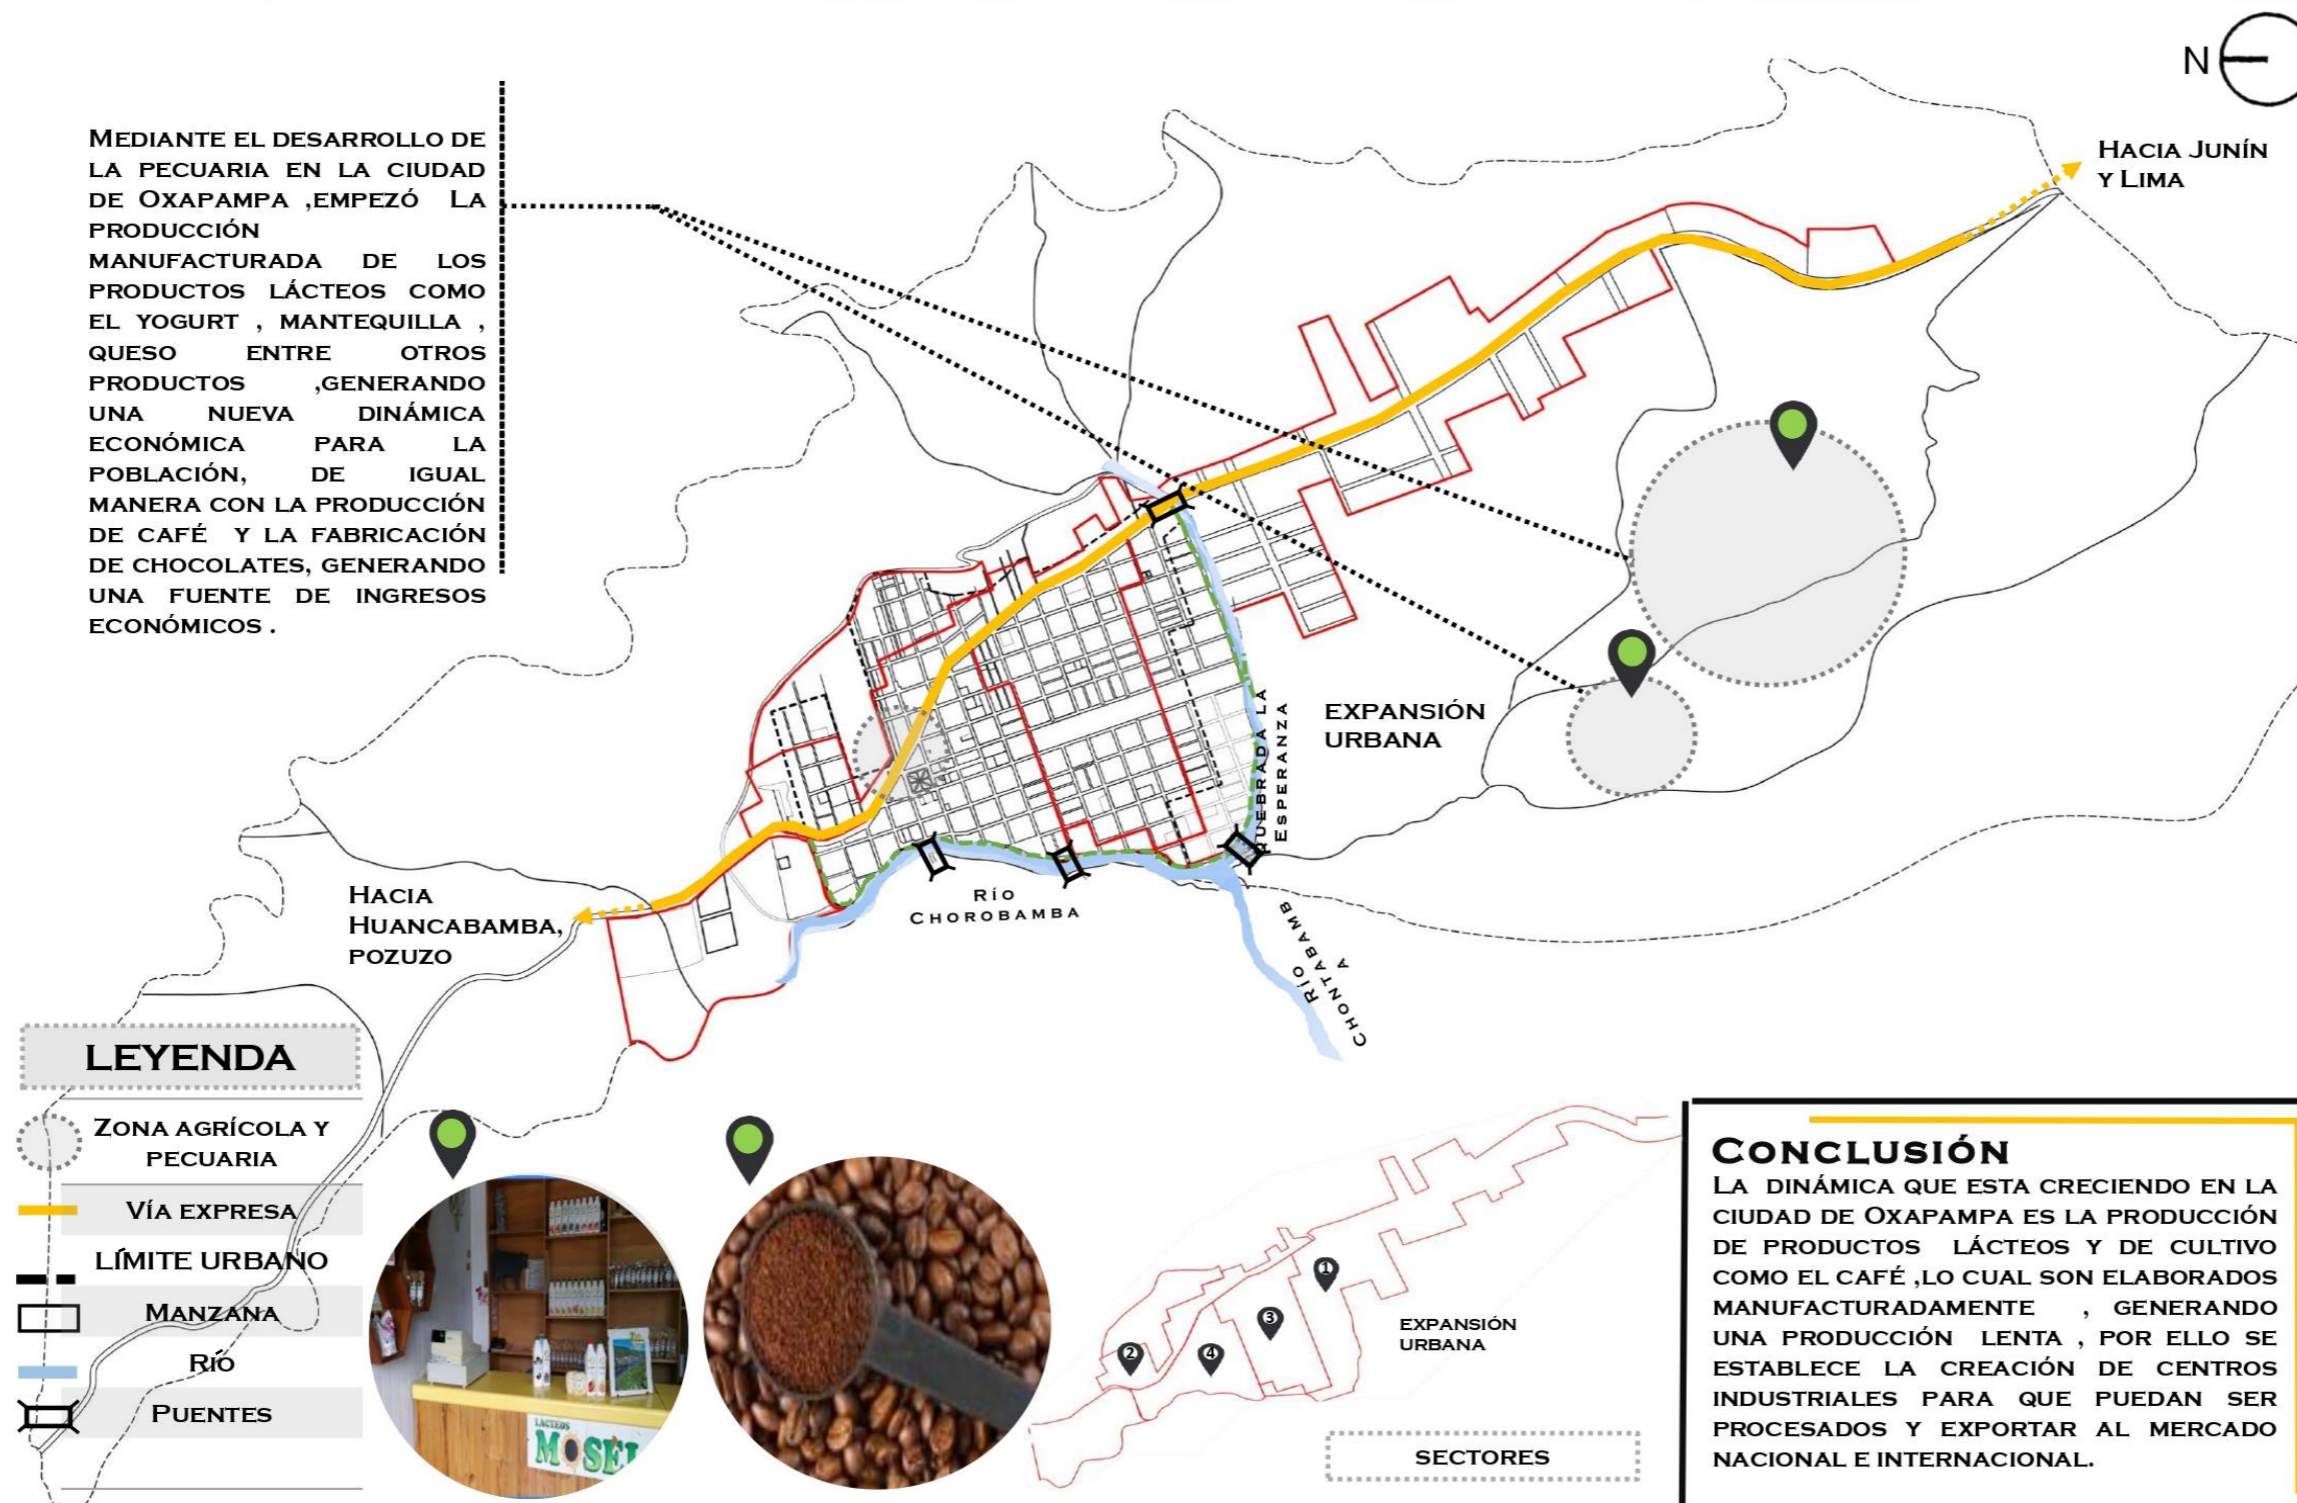 N
MEDIANTE EL DESARROLLO DE
LA PECUARIA EN LA CIUDAD
DE OXAPAMPA ,EMPEZÓ LA
PRODUCCIÓN
MANUFACTURADA DE LOS
PRODUCTOS LÁCTEOS COMO
EL YOGURT , MANTEQUILLA ,
QUESO ENTRE OTROS
PRODUCTOS ,GENERANDO
UNA NUEVA DINÁMICA
ECONÓMICA PARA LA
POBLACIÓN, DE IGUAL
MANERA CON LA PRODUCCIÓN
DE CAFÉ Y LA FABRICACIÓN
DE CHOCOLATES, GENERANDO
UNA FUENTE DE INGRESOS
ECONÓMICOS .
HACIA JUNÍN
Y LIMA
EXPANSIÓN
URBANA
QUEBRADA LA
ESPERANZA
RÍO
CHOROBAMBA
RÍO
CHONTABAMB
A
HACIA
HUANCABAMBA,
POZUZO
LEYENDA
ZONA AGRÍCOLA Y
PECUARIA
VÍA EXPRESA
LÍMITE URBANO
MANZANA
RÍO
PUENTES
LACTEOS
MOSEL
1
2
3
4
EXPANSIÓN
URBANA
SECTORES
CONCLUSIÓN
LA DINÁMICA QUE ESTA CRECIENDO EN LA
CIUDAD DE OXAPAMPA ES LA PRODUCCIÓN
DE PRODUCTOS LÁCTEOS Y DE CULTIVO
COMO EL CAFÉ ,LO CUAL SON ELABORADOS
MANUFACTURADAMENTE , GENERANDO
UNA PRODUCCIÓN LENTA , POR ELLO SE
ESTABLECE LA CREACIÓN DE CENTROS
INDUSTRIALES PARA QUE PUEDAN SER
PROCESADOS Y EXPORTAR AL MERCADO
NACIONAL E INTERNACIONAL.